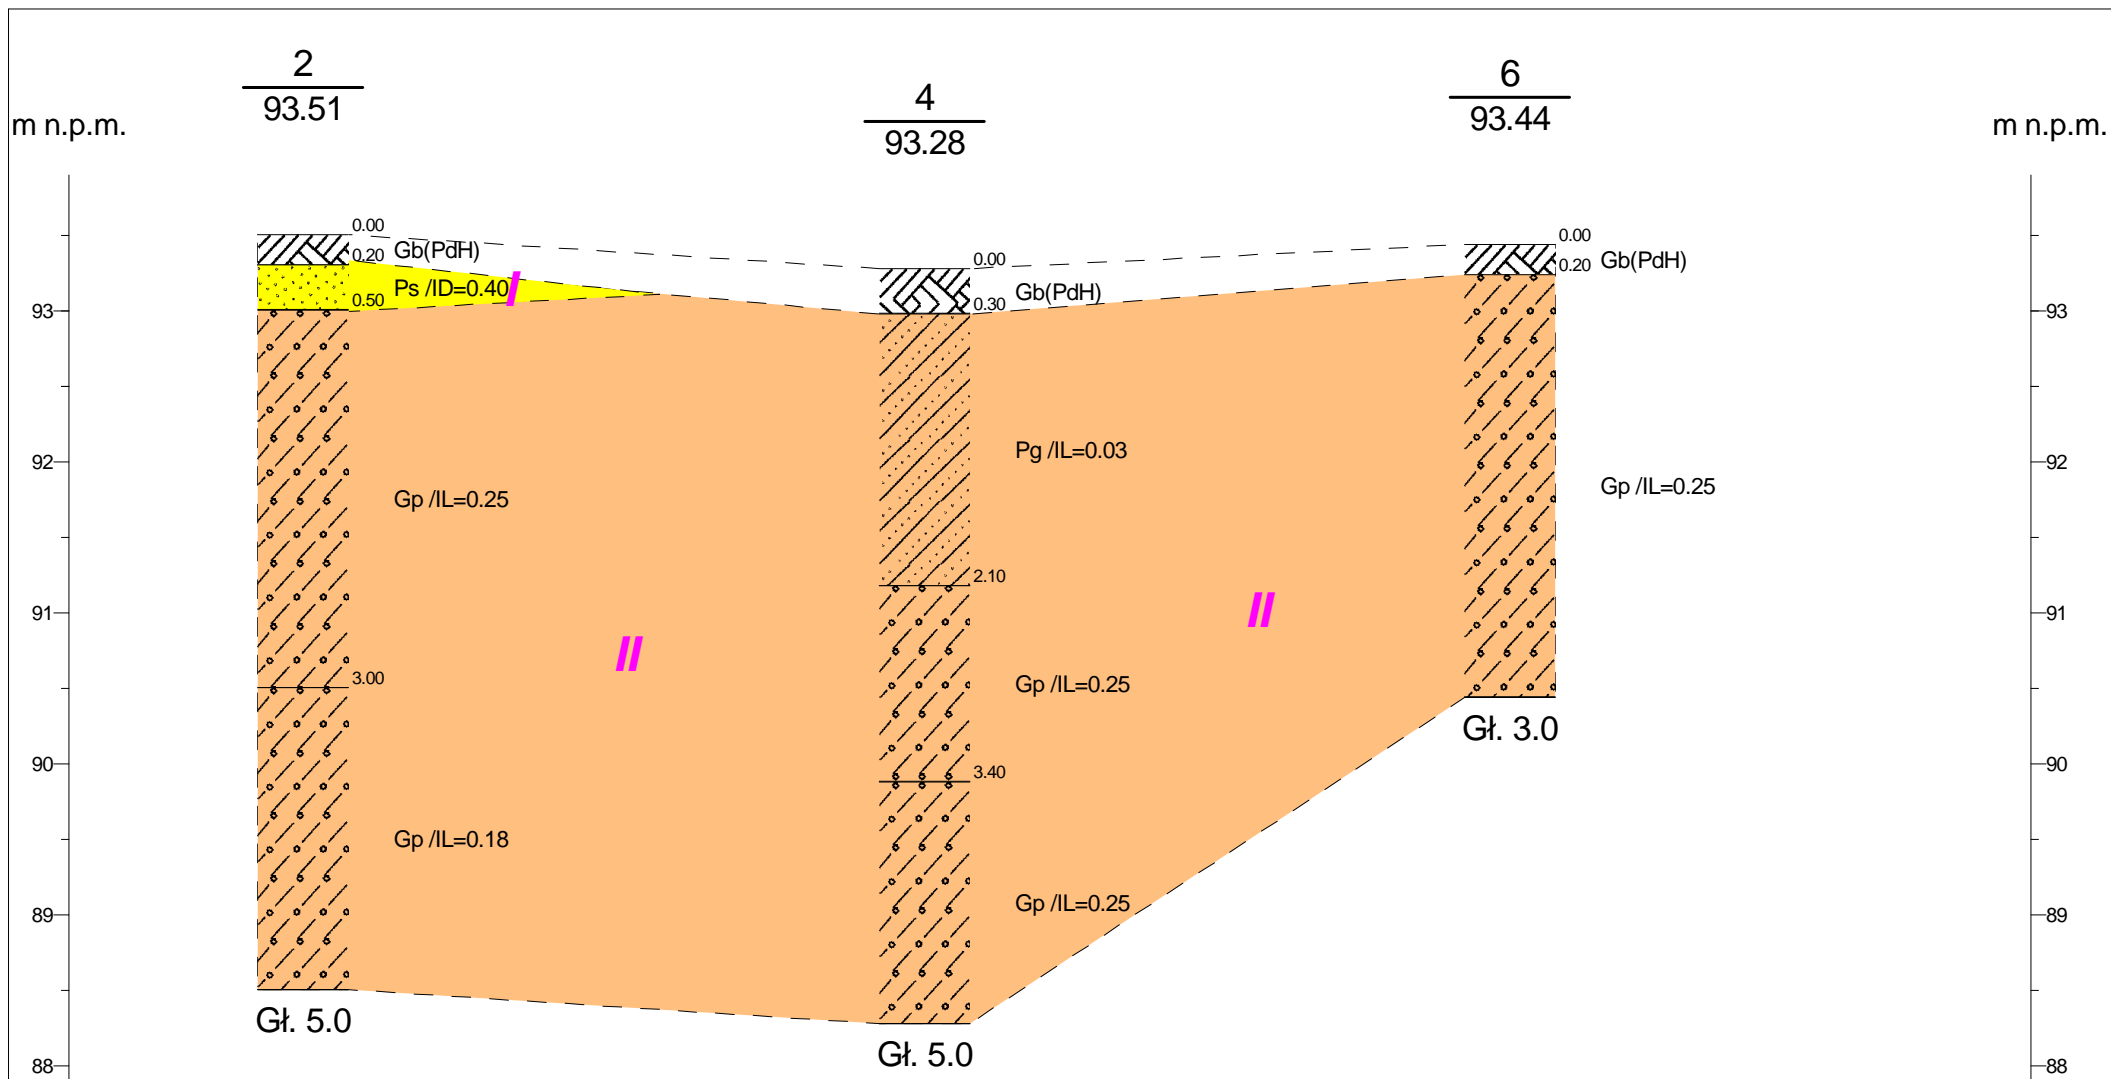 2
93.51
4
93.28
6
93.44
m n.p.m.
m n.p.m.
0.00
Gb(PdH)
0.20
Ps /ID=0.40
I
0.50
0.00
Gb(PdH)
0.30
0.00
Gb(PdH)
0.20
93
93
Pg /IL=0.03
92
92
Gp /IL=0.25
Gp /IL=0.25
2.10
91
91
II
II
3.00
Gp /IL=0.25
Gł. 3.0
90
90
3.40
Gp /IL=0.18
Gp /IL=0.25
89
89
Gł. 5.0
Gł. 5.0
88
88